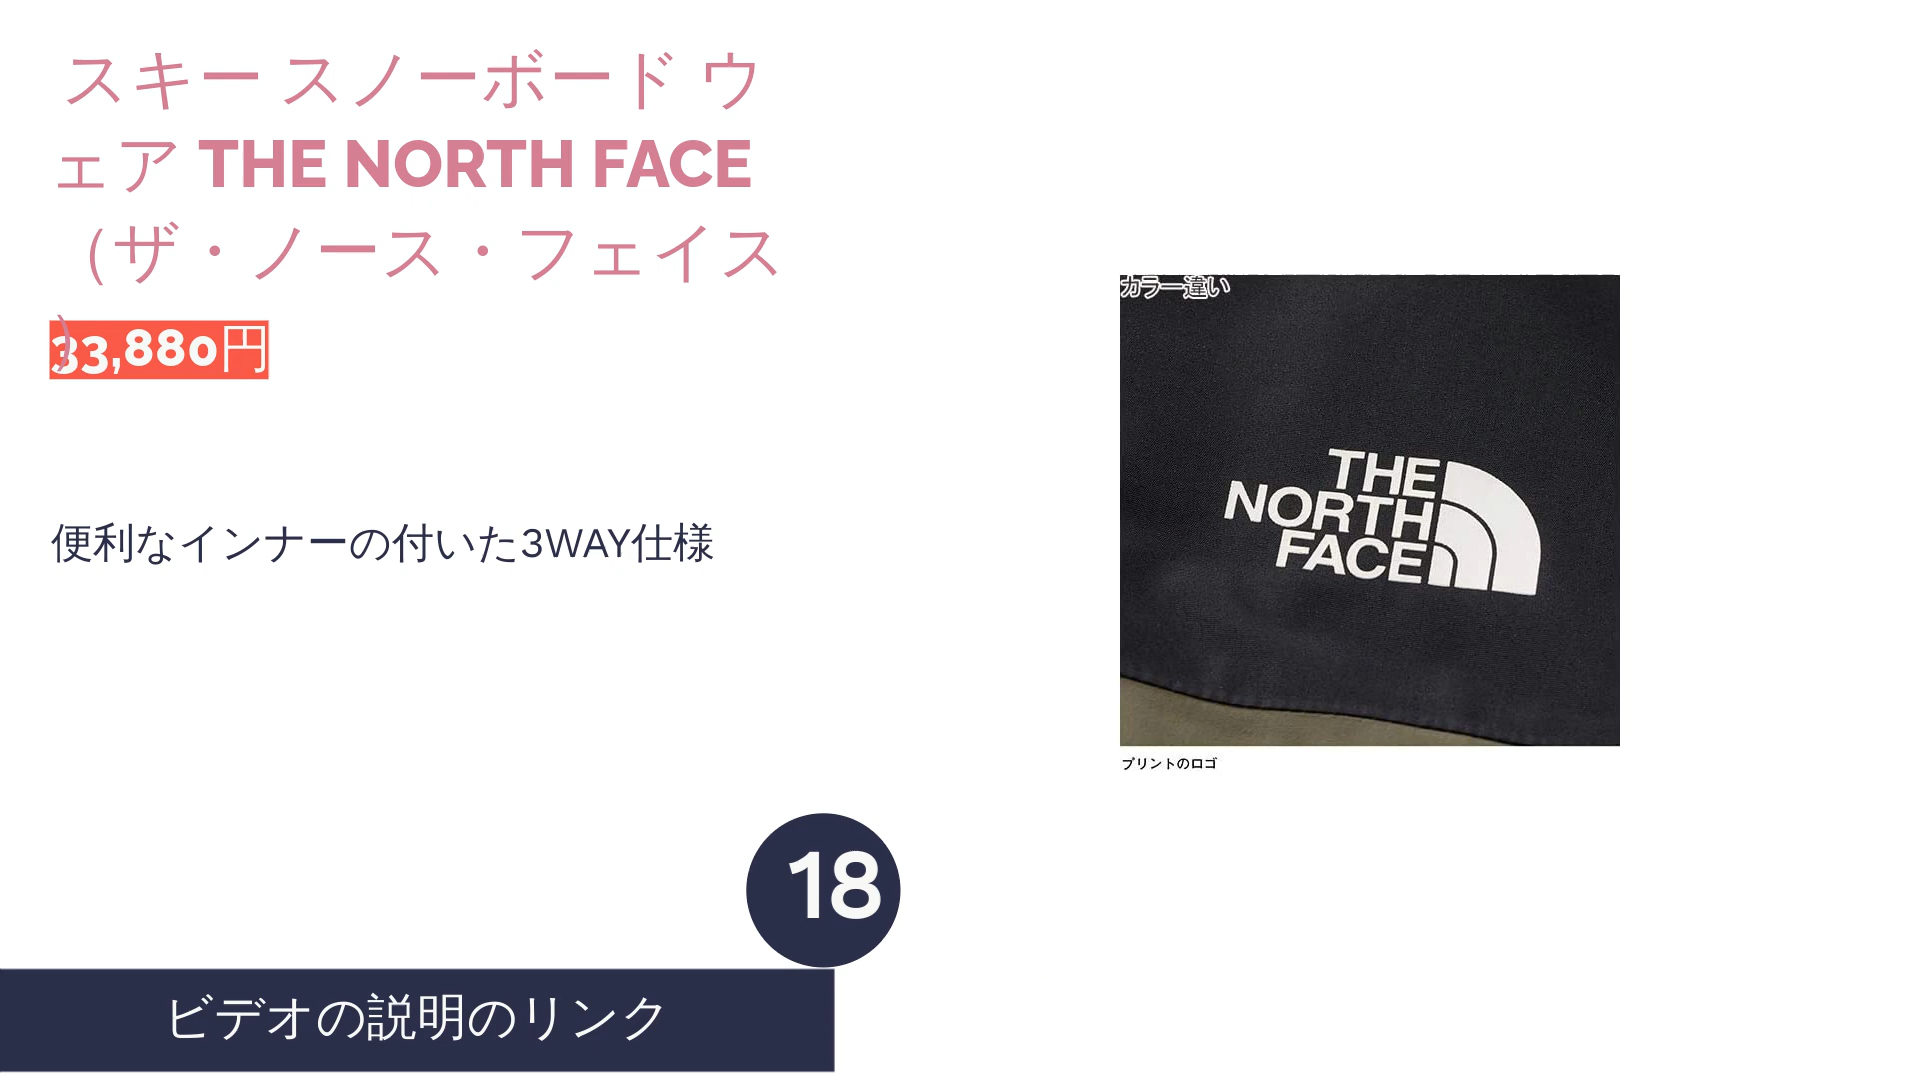 スキー スノーボード ウ
ェア THE NORTH FACE
（ザ・ノース・フェイス
）
33,880円
便利なインナーの付いた3WAY仕様
カラー違い
THE
NORTH
FACE
プリントのロゴ
18
ビデオの説明のリンク